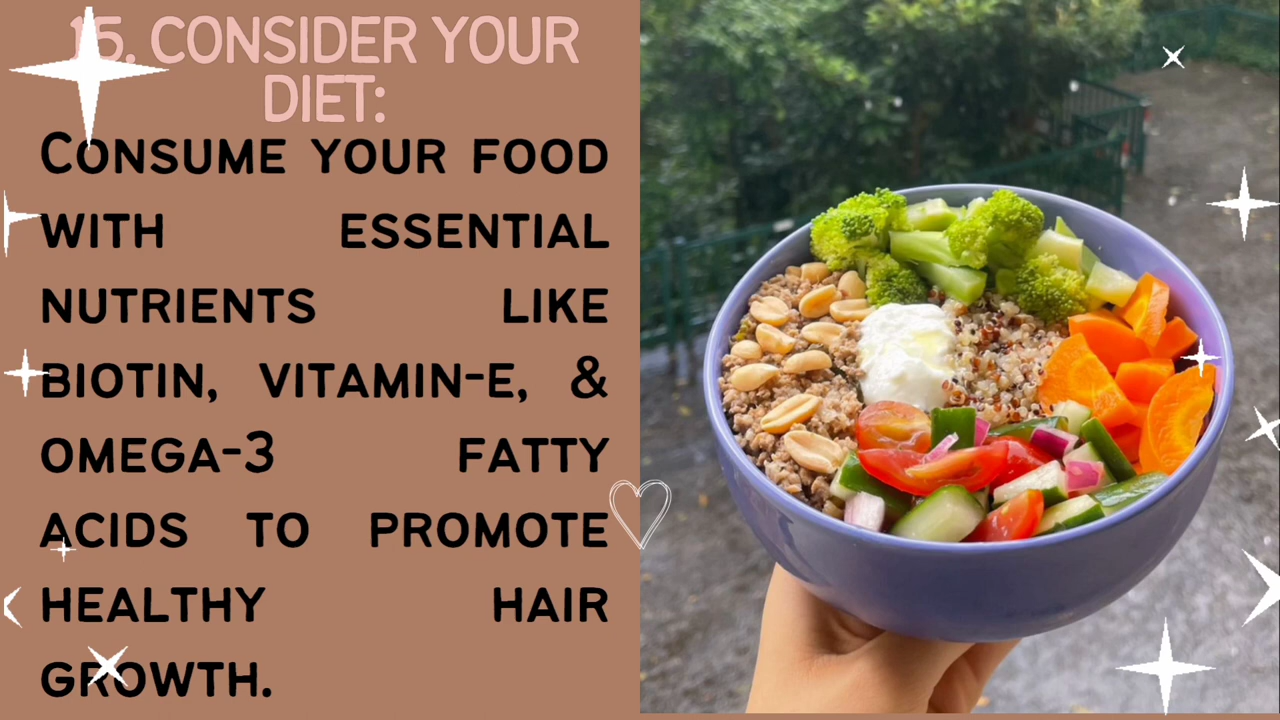 15. CONSIDER YOUR
DIET:
CONSUME YOUR FOOD
WITH ESSENTIAL
NUTRIENTS LIKE
BIOTIN, VITAMIN-E, &
OMEGA-3 FATTY
ACIDS TO PROMOTE
HEALTHY HAIR
GROWTH.